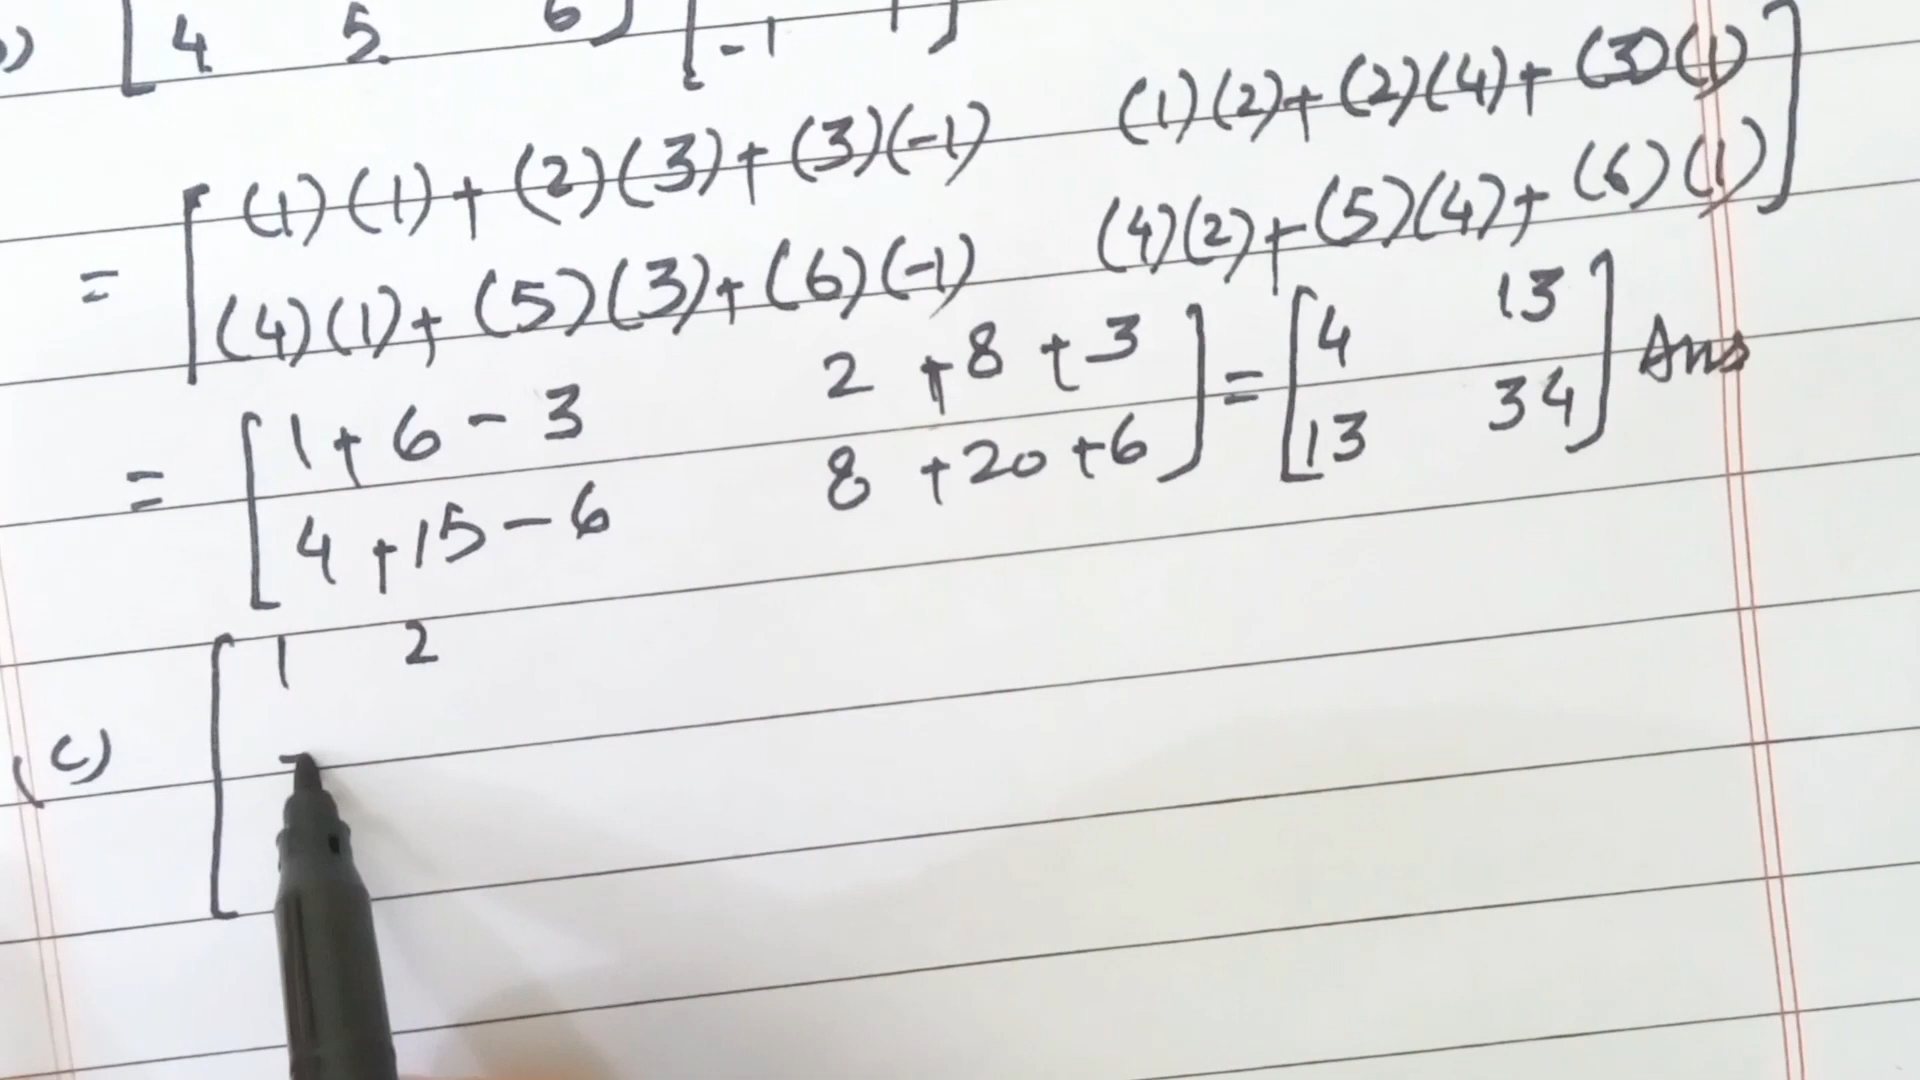 ) [ 4 5 6 ] [ -1 1 ]
= [ (1)(1)+(2)(3)+(3)(-1) (1)(2)+(2)(4)+(3)(1)
(4)(1)+(5)(3)+(6)(-1) (4)(2)+(5)(4)+(6)(1) ]
= [ 1+6-3 2+8+3 ] = [ 4 13 ] Ans
4+15-6 8+20+6 13 34
(c) [ 1 2
-